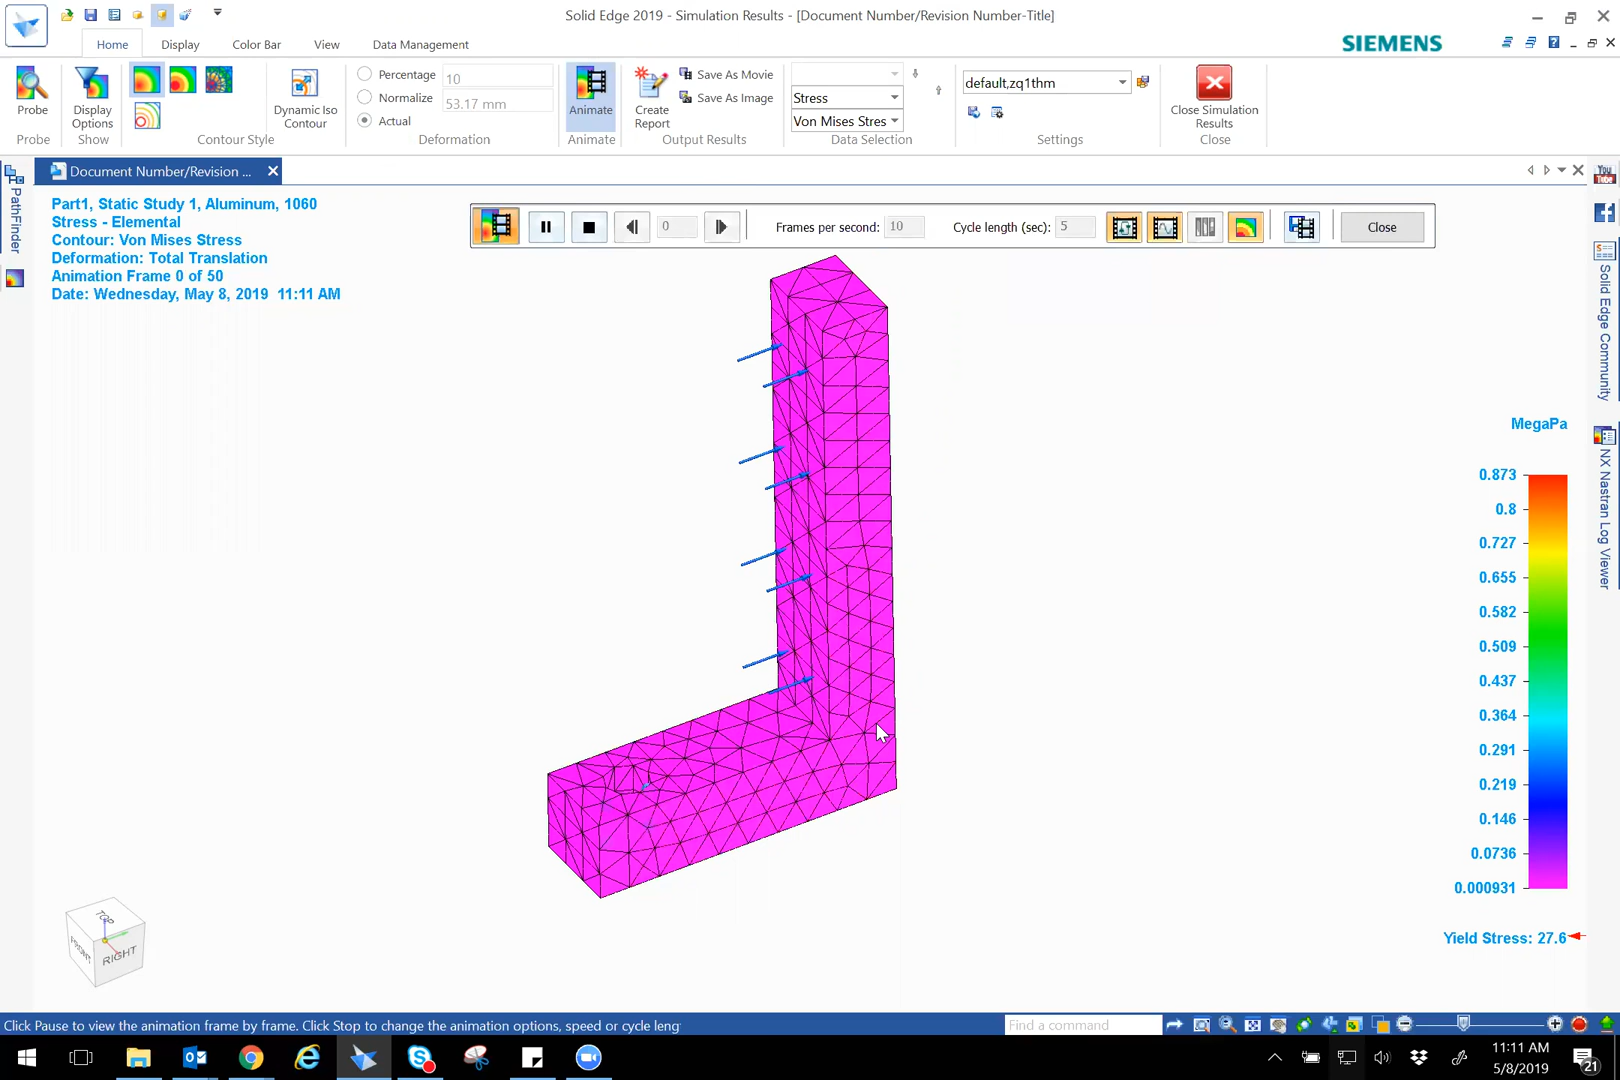 Solid Edge 2019 - Simulation Results - [Document Number/Revision Number-Title]
Home
Display
Color Bar
View
Data Management
SIEMENS
Probe
Probe
Display
Options
Show
Contour Style
Dynamic Iso
Contour
Percentage
10
Normalize
53.17 mm
Actual
Deformation
Animate
Animate
Create
Report
Save As Movie
Save As Image
Output Results
Stress
Von Mises Stres
Data Selection
default,zq1thm
Settings
Close Simulation
Results
Close
PathFinder
Document Number/Revision ...
Part1, Static Study 1, Aluminum, 1060
Stress - Elemental
Contour: Von Mises Stress
Deformation: Total Translation
Animation Frame 0 of 50
Date: Wednesday, May 8, 2019 11:11 AM
0
Frames per second:
10
Cycle length (sec):
5
Close
You
Tube
Solid Edge Community
NX Nastran Log Viewer
MegaPa
0.873
0.8
0.727
0.655
0.582
0.509
0.437
0.364
0.291
0.219
0.146
0.0736
0.000931
Yield Stress: 27.6
TOP
FRONT
RIGHT
Click Pause to view the animation frame by frame. Click Stop to change the animation options, speed or cycle leng
Find a command
11:11 AM
5/8/2019
21